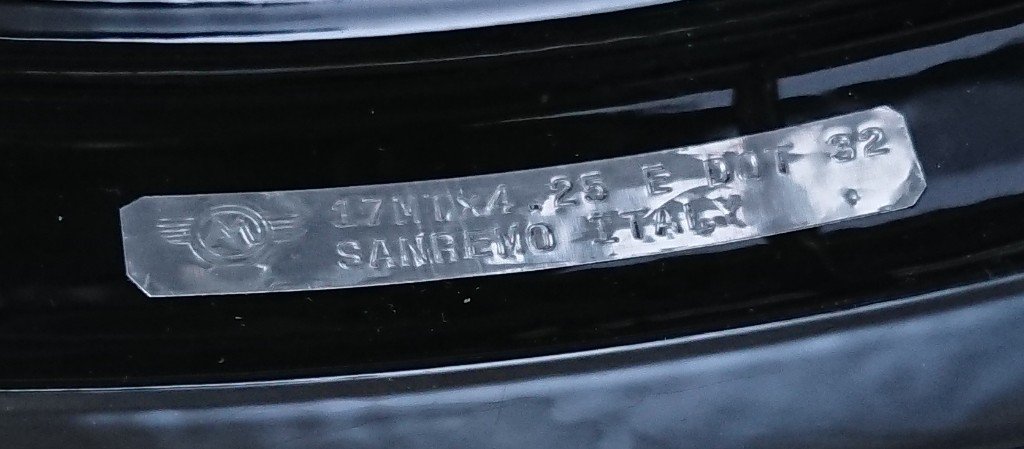 17MTX4.25 E DOT 32
SANREMO ITALY